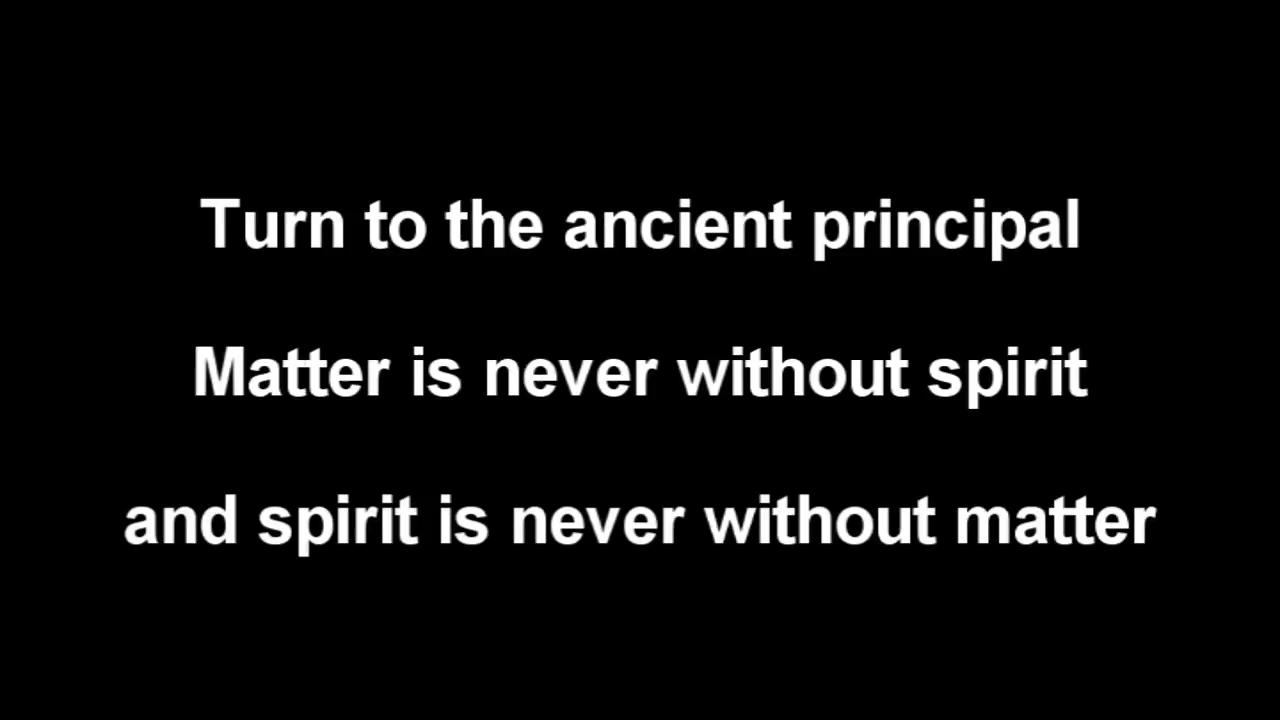 Turn to the ancient principal
Matter is never without spirit
and spirit is never without matter